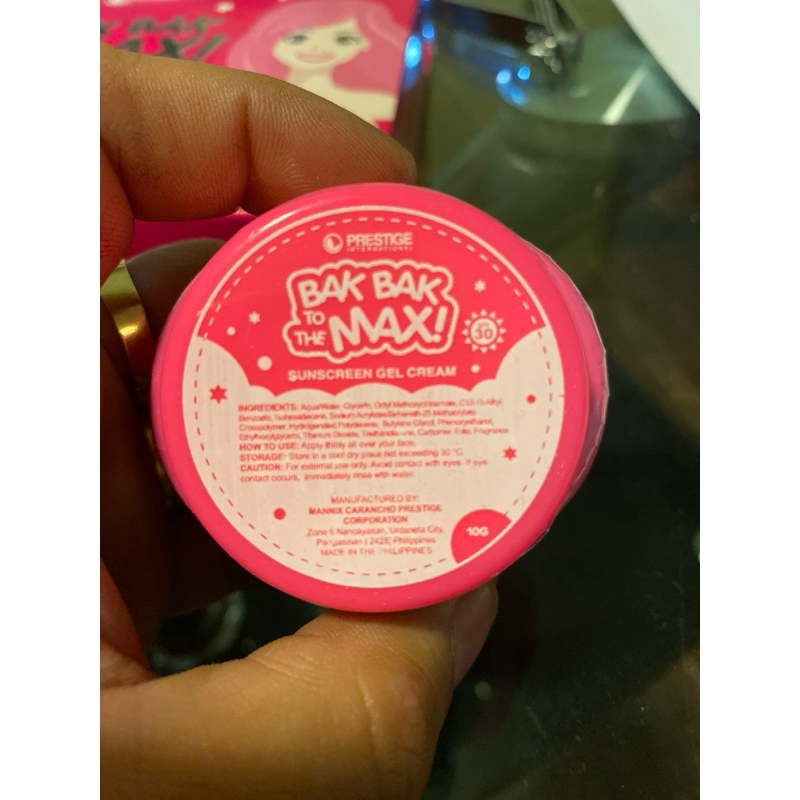 BAK
MAX!
PRESTIGE
INTERNATIONAL
BAK BAK
TO THE MAX!
SPF 30
SUNSCREEN GEL CREAM
INGREDIENTS: Aqua/Water, Glycerin, Octyl Methoxycinnamate, C12-15 Alkyl
Benzoate, Isohexadecane, Sodium Acrylates/Beheneth-25 Methacrylate
Crosspolymer, Hydrogenated Polydecene, Butylene Glycol, Phenoxyethanol,
Ethylhexylglycerin, Titanium Dioxide, Carbomer, Edta, Fragrance
HOW TO USE: Apply thinly all over your face.
STORAGE: Store in a cool dry place not exceeding 30 °C.
CAUTION: For external use only. Avoid contact with eyes. If eye
contact occurs, immediately rinse with water.
MANUFACTURED BY:
MANNIX CARANCHO PRESTIGE
CORPORATION
Zone 6 Nancayasan, Urdaneta City,
Pangasinan | 2428, Philippines
MADE IN THE PHILIPPINES
10G